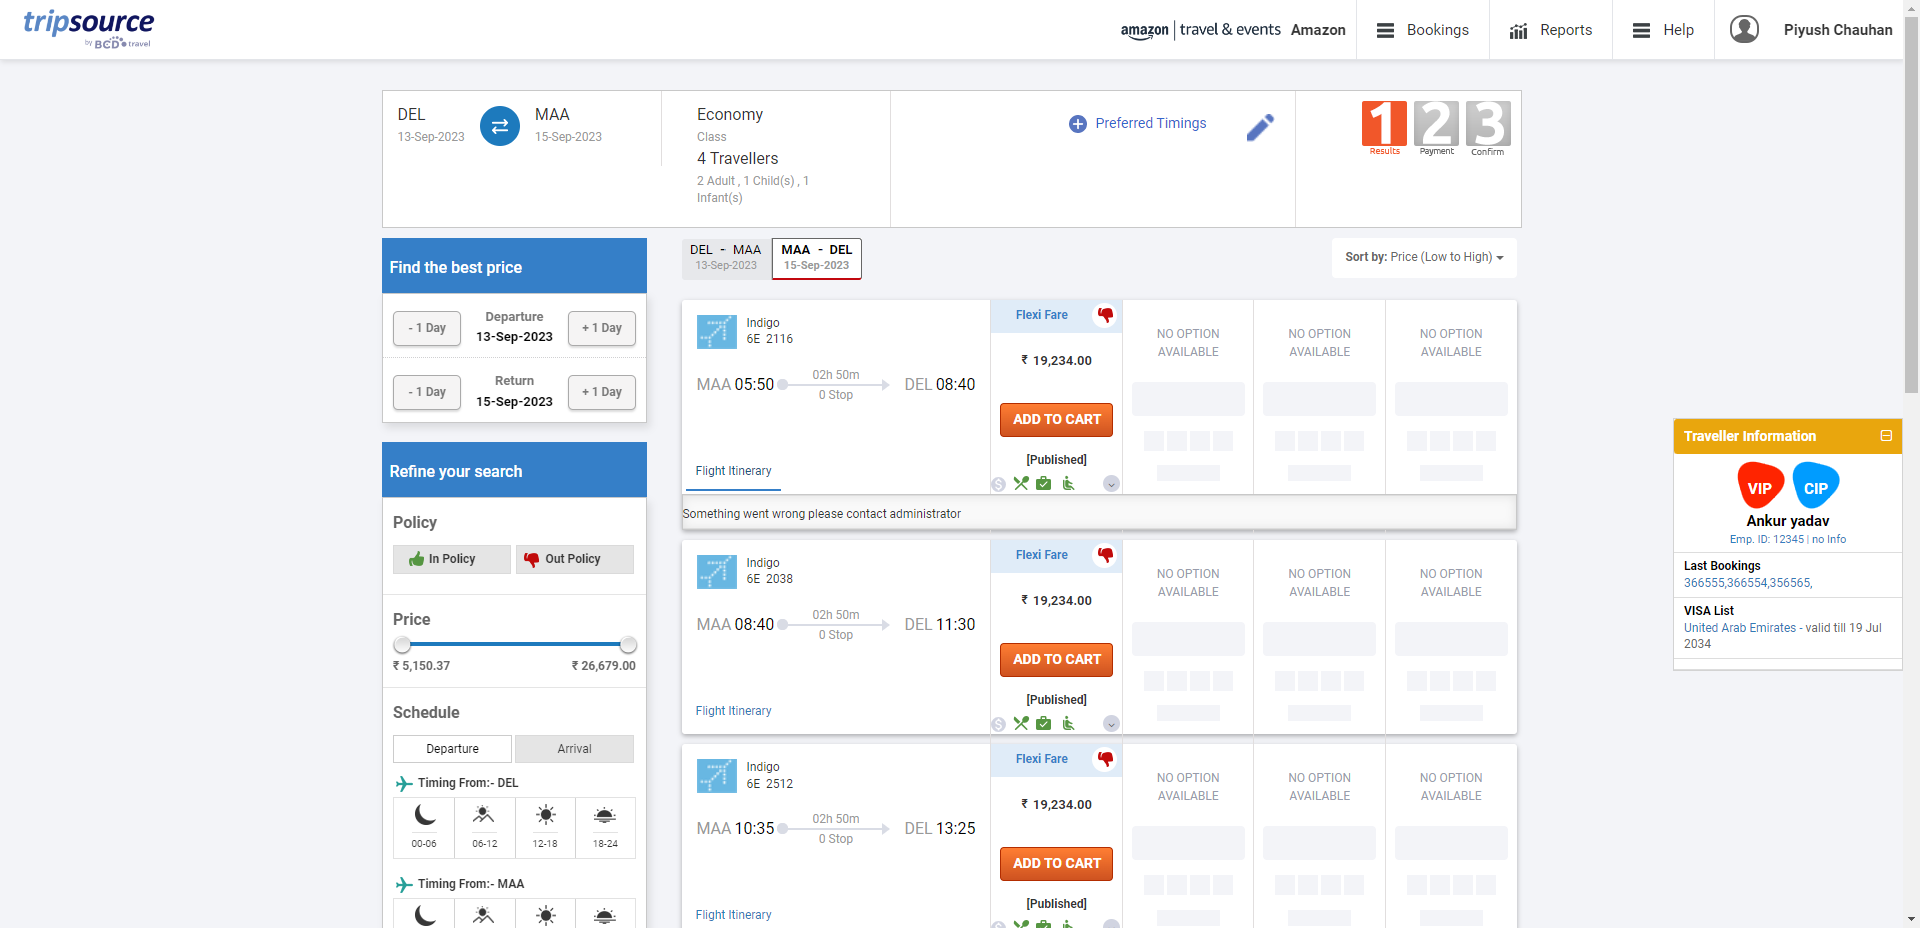 tripsource
by BCD travel
amazon | travel & events Amazon
Bookings
Reports
Help
Piyush Chauhan
DEL
13-Sep-2023
MAA
15-Sep-2023
Economy
Class
4 Travellers
2 Adult , 1 Child(s) , 1
Infant(s)
Preferred Timings
1 2 3
Results Payment Confirm
Find the best price
- 1 Day
Departure
13-Sep-2023
+ 1 Day
- 1 Day
Return
15-Sep-2023
+ 1 Day
Refine your search
Policy
In Policy
Out Policy
Price
₹ 5,150.37
₹ 26,679.00
Schedule
Departure
Arrival
Timing From:- DEL
00-06
06-12
12-18
18-24
Timing From:- MAA
DEL - MAA
13-Sep-2023
MAA - DEL
15-Sep-2023
Sort by: Price (Low to High)
Indigo
6E 2116
MAA 05:50
02h 50m
0 Stop
DEL 08:40
Flight Itinerary
Flexi Fare
₹ 19,234.00
ADD TO CART
[Published]
NO OPTION
AVAILABLE
NO OPTION
AVAILABLE
NO OPTION
AVAILABLE
Something went wrong please contact administrator
Indigo
6E 2038
MAA 08:40
02h 50m
0 Stop
DEL 11:30
Flight Itinerary
Flexi Fare
₹ 19,234.00
ADD TO CART
[Published]
NO OPTION
AVAILABLE
NO OPTION
AVAILABLE
NO OPTION
AVAILABLE
Indigo
6E 2512
MAA 10:35
02h 50m
0 Stop
DEL 13:25
Flight Itinerary
Flexi Fare
₹ 19,234.00
ADD TO CART
[Published]
NO OPTION
AVAILABLE
NO OPTION
AVAILABLE
NO OPTION
AVAILABLE
Traveller Information
VIP
CIP
Ankur yadav
Emp. ID: 12345 | no Info
Last Bookings
366555,366554,356565,
VISA List
United Arab Emirates - valid till 19 Jul
2034